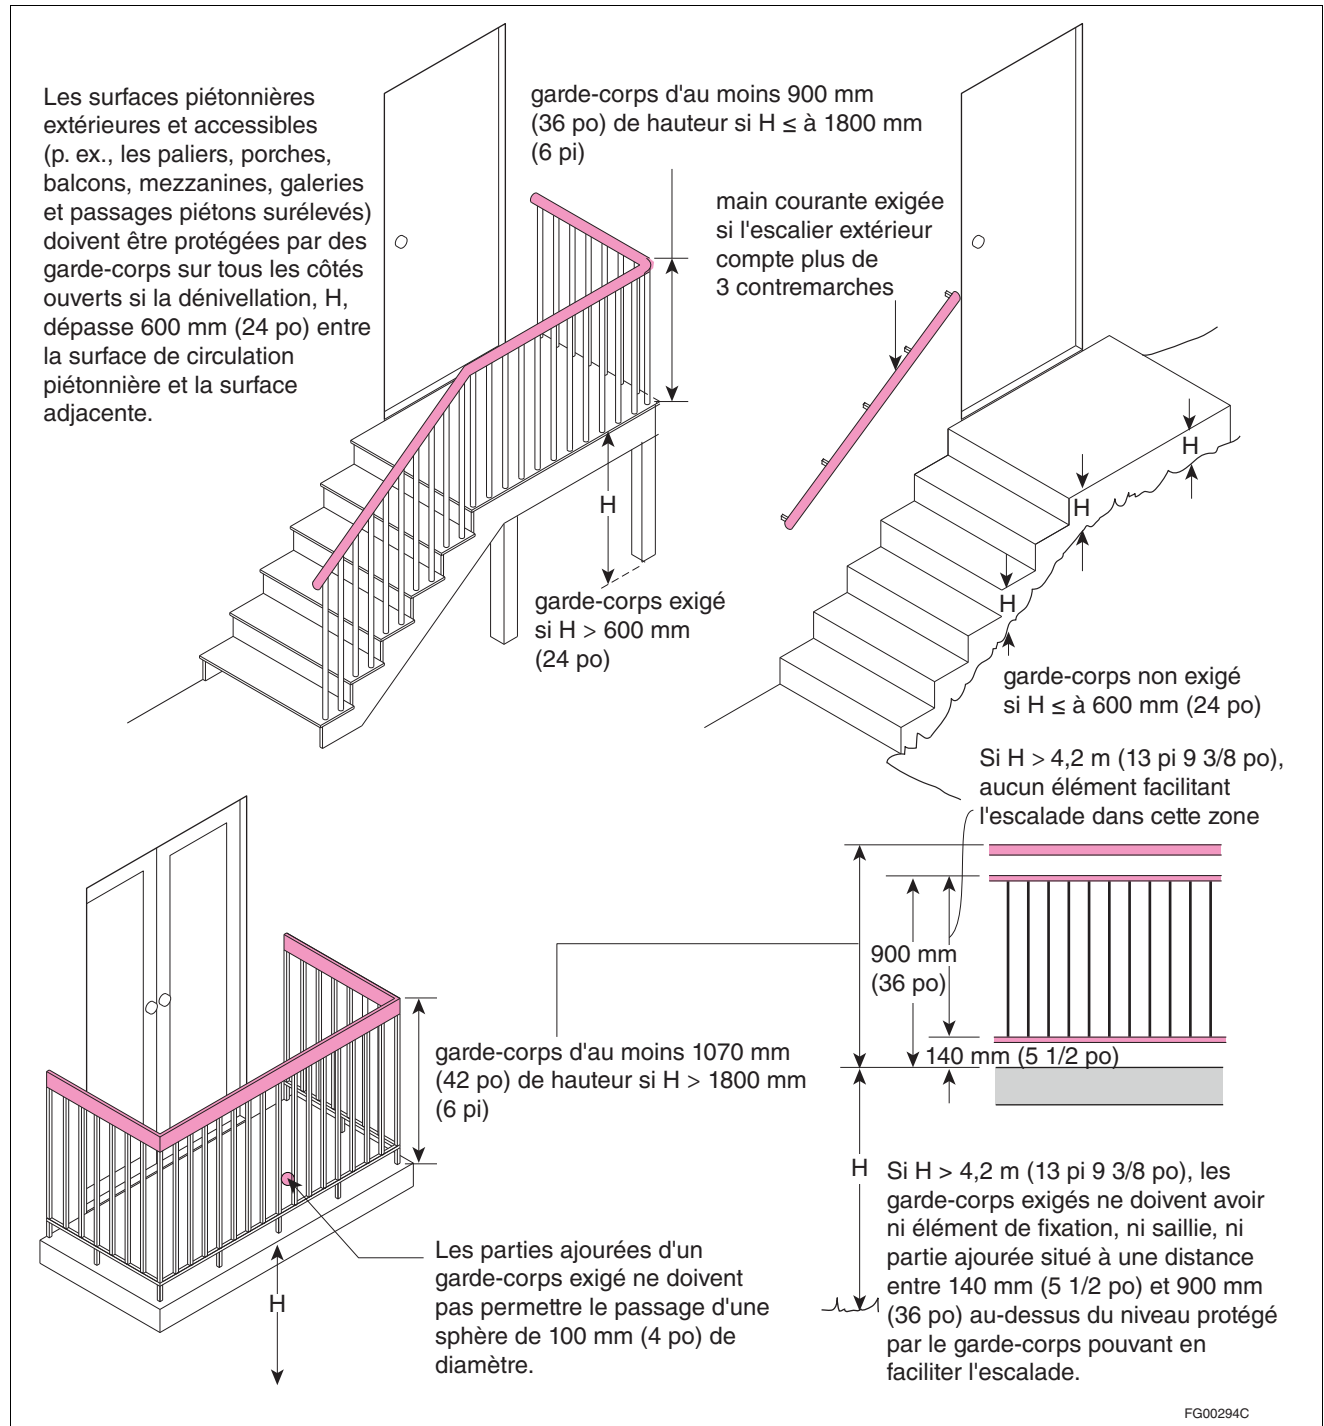 Les surfaces piétonnières
extérieures et accessibles
(p. ex., les paliers, porches,
balcons, mezzanines, galeries
et passages piétons surélevés)
doivent être protégées par des
garde-corps sur tous les côtés
ouverts si la dénivellation, H,
dépasse 600 mm (24 po) entre
la surface de circulation
piétonnière et la surface
adjacente.
garde-corps d'au moins 900 mm
(36 po) de hauteur si H ≤ à 1800 mm
(6 pi)
main courante exigée
si l'escalier extérieur
compte plus de
3 contremarches
H
garde-corps exigé
si H > 600 mm
(24 po)
H
H
H
garde-corps non exigé
si H ≤ à 600 mm (24 po)
Si H > 4,2 m (13 pi 9 3/8 po),
aucun élément facilitant
l'escalade dans cette zone
900 mm
(36 po)
140 mm (5 1/2 po)
garde-corps d'au moins 1070 mm
(42 po) de hauteur si H > 1800 mm
(6 pi)
H
Les parties ajourées d'un
garde-corps exigé ne doivent
pas permettre le passage d'une
sphère de 100 mm (4 po) de
diamètre.
H
Si H > 4,2 m (13 pi 9 3/8 po), les
garde-corps exigés ne doivent avoir
ni élément de fixation, ni saillie, ni
partie ajourée situé à une distance
entre 140 mm (5 1/2 po) et 900 mm
(36 po) au-dessus du niveau protégé
par le garde-corps pouvant en
faciliter l'escalade.
FG00294C